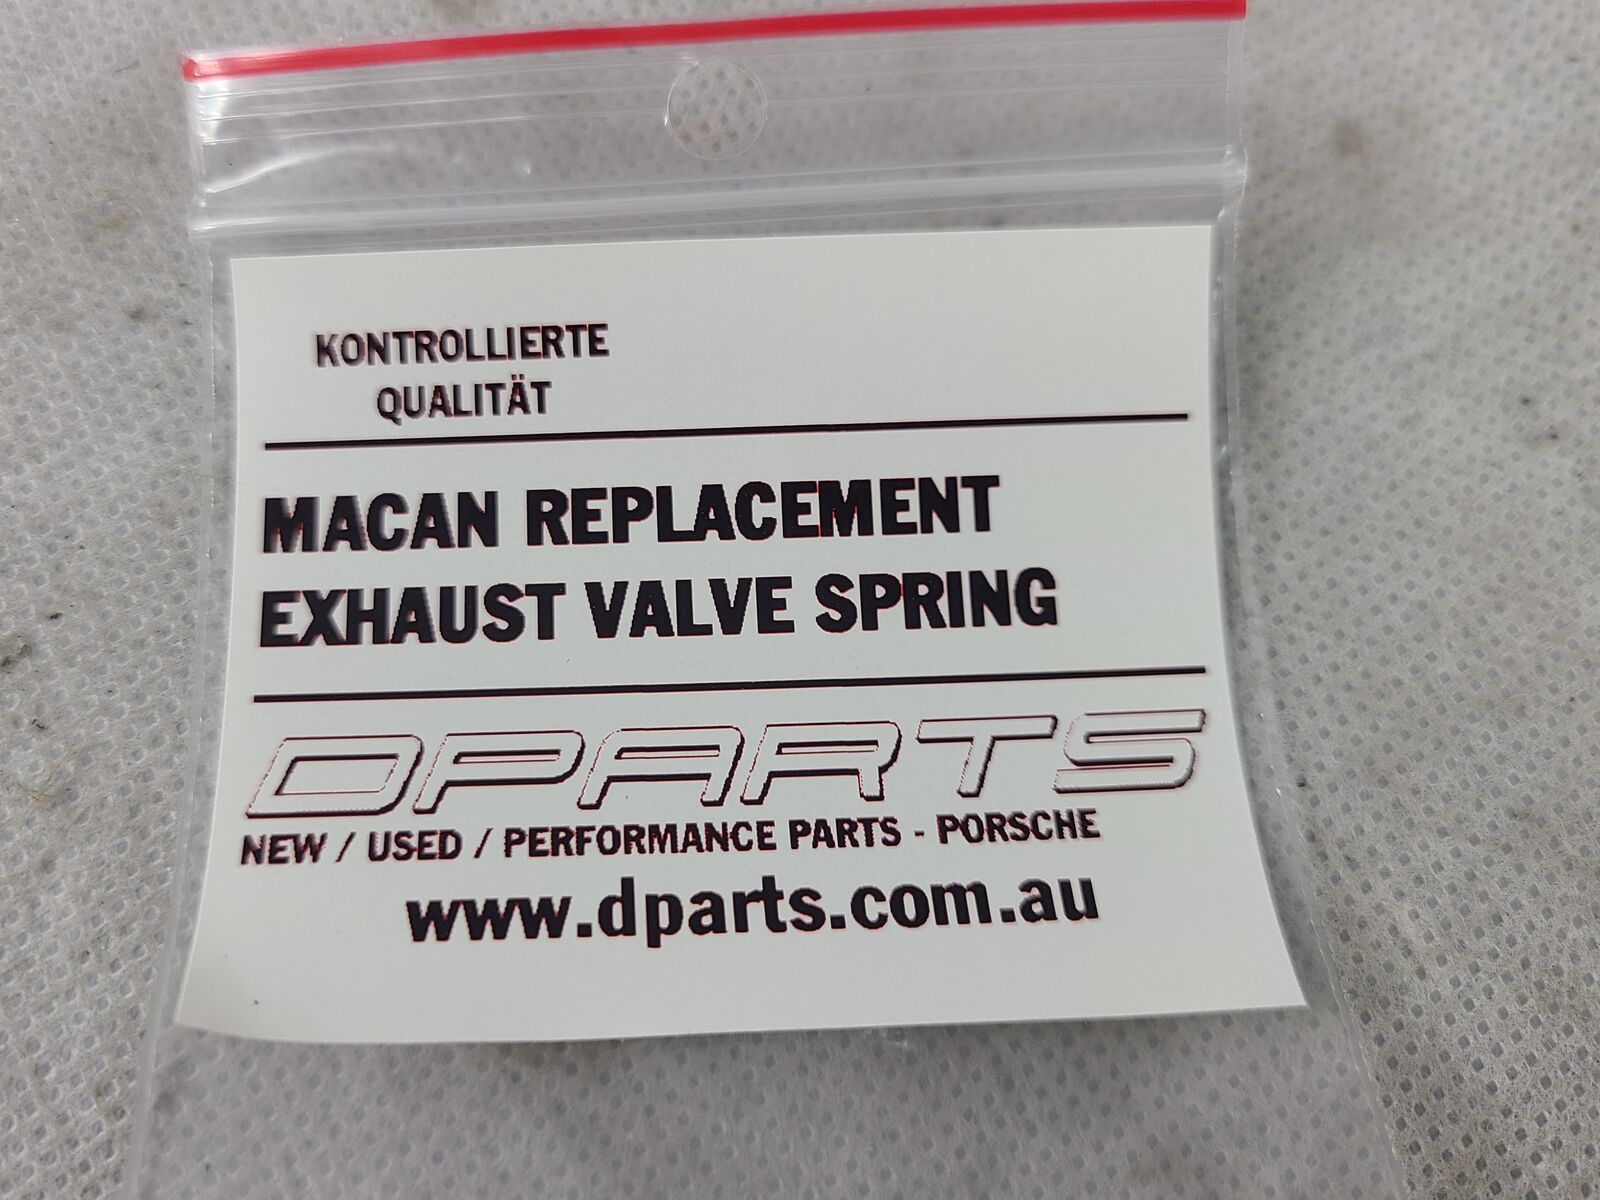 KONTROLLIERTE
QUALITÄT
MACAN REPLACEMENT
EXHAUST VALVE SPRING
DPARTS
NEW / USED / PERFORMANCE PARTS - PORSCHE
www.dparts.com.au